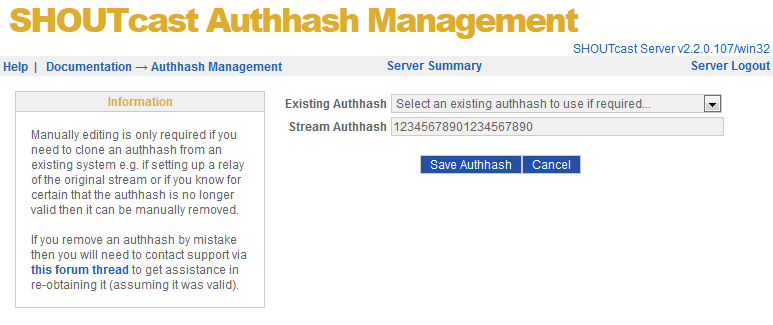 SHOUTcast Authhash Management
SHOUTcast Server v2.2.0.107/win32
Help | Documentation → Authhash Management
Server Summary
Server Logout
Information
Manually editing is only required if you
need to clone an authhash from an
existing system e.g. if setting up a relay
of the original stream or if you know for
certain that the authhash is no longer
valid then it can be manually removed.
If you remove an authhash by mistake
then you will need to contact support via
this forum thread to get assistance in
re-obtaining it (assuming it was valid).
Existing Authhash Select an existing authhash to use if required...
Stream Authhash 12345678901234567890
Save Authhash Cancel